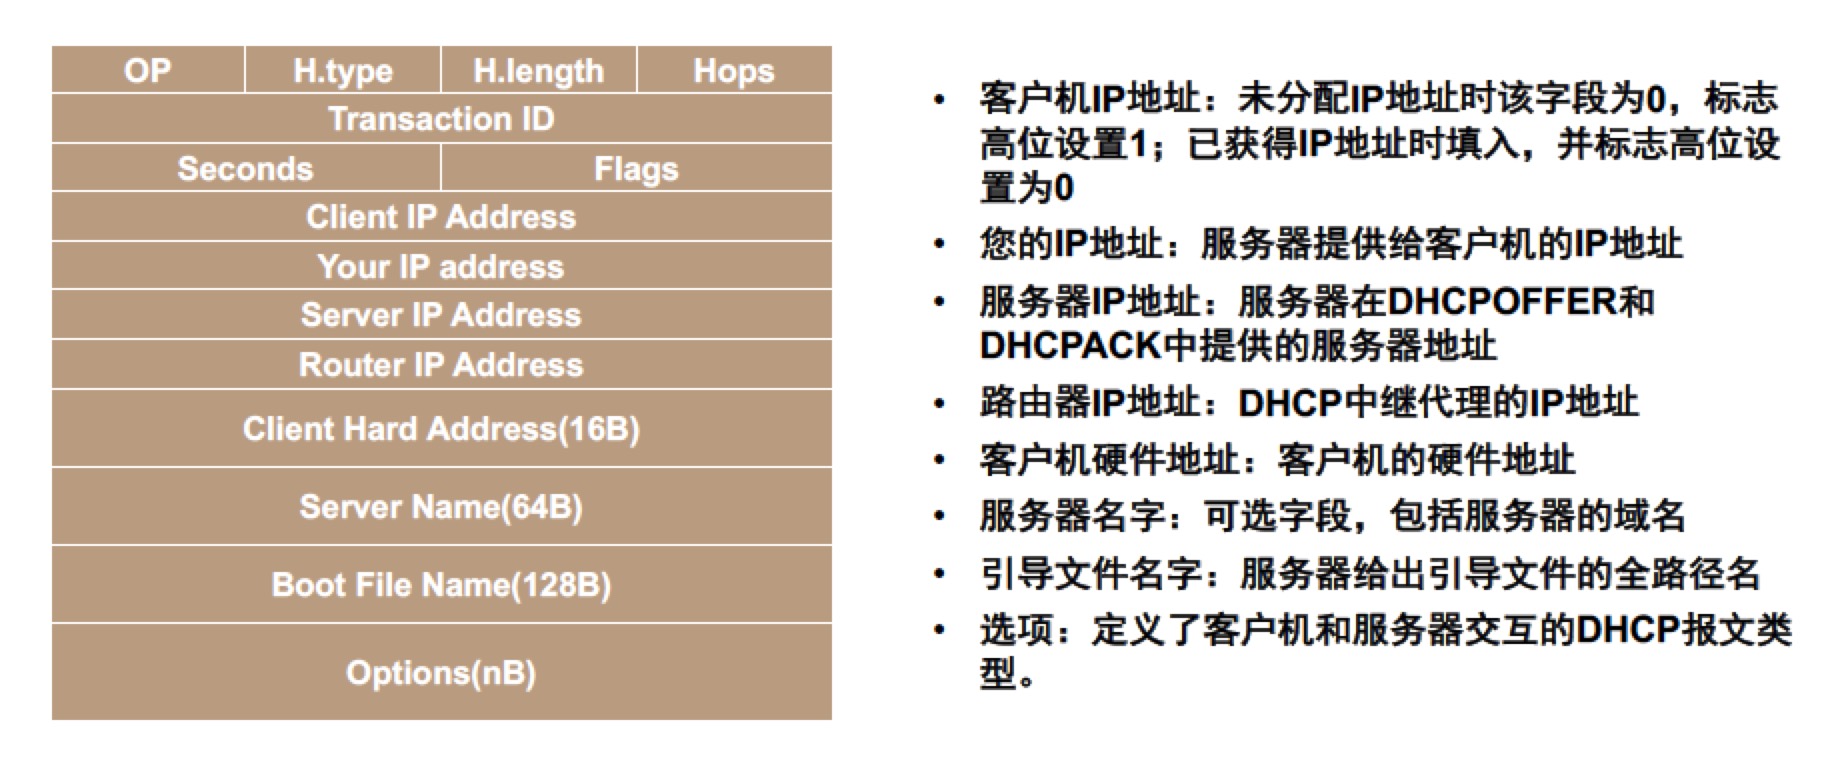 OP H.type H.length Hops
Transaction ID
Seconds Flags
Client IP Address
Your IP address
Server IP Address
Router IP Address
Client Hard Address(16B)
Server Name(64B)
Boot File Name(128B)
Options(nB)
• 客户机IP地址：未分配IP地址时该字段为0，标志
高位设置1；已获得IP地址时填入，并标志高位设
置为0
• 您的IP地址：服务器提供给客户机的IP地址
• 服务器IP地址：服务器在DHCPOFFER和
DHCPACK中提供的服务器地址
• 路由器IP地址：DHCP中继代理的IP地址
• 客户机硬件地址：客户机的硬件地址
• 服务器名字：可选字段，包括服务器的域名
• 引导文件名字：服务器给出引导文件的全路径名
• 选项：定义了客户机和服务器交互的DHCP报文类
型。